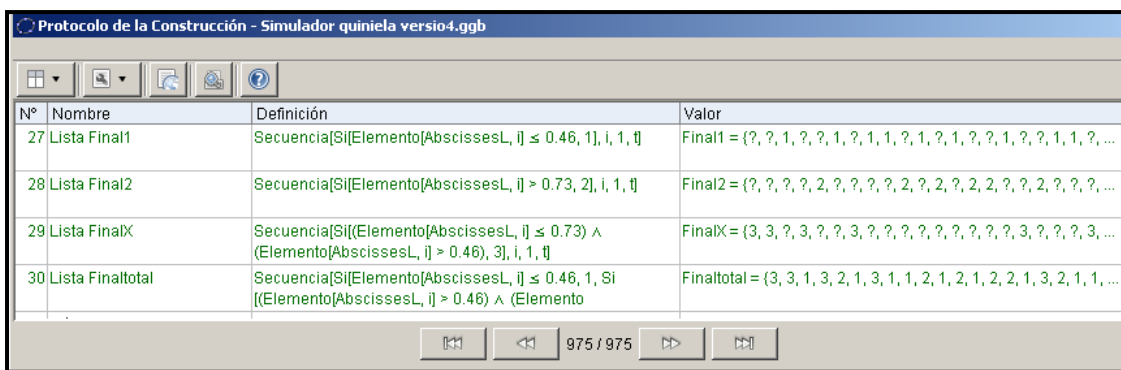 Protocolo de la Construcción - Simulador quiniela versio4.ggb
Nº Nombre Definición Valor
27 Lista Final1 Secuencia[Si[Elemento[AbscissesL, i] ≤ 0.46, 1], i, 1, t] Final1 = {?, ?, 1, ?, ?, 1, ?, 1, 1, ?, 1, ?, 1, ?, ?, 1, ?, ?, 1, 1, ?, ...
28 Lista Final2 Secuencia[Si[Elemento[AbscissesL, i] > 0.73, 2], i, 1, t] Final2 = {?, ?, ?, ?, 2, ?, ?, ?, ?, 2, ?, 2, ?, 2, 2, ?, ?, 2, ?, ?, ?, ...
29 Lista FinalX Secuencia[Si[(Elemento[AbscissesL, i] ≤ 0.73) ∧ FinalX = {3, 3, ?, 3, ?, ?, 3, ?, ?, ?, ?, ?, ?, ?, ?, ?, 3, ?, ?, ?, 3, ...
(Elemento[AbscissesL, i] > 0.46), 3], i, 1, t]
30 Lista Finaltotal Secuencia[Si[Elemento[AbscissesL, i] ≤ 0.46, 1, Si Finaltotal = {3, 3, 1, 3, 2, 1, 3, 1, 1, 2, 1, 2, 1, 2, 2, 1, 3, 2, 1, 1, ...
[(Elemento[AbscissesL, i] > 0.46) ∧ (Elemento
975 / 975